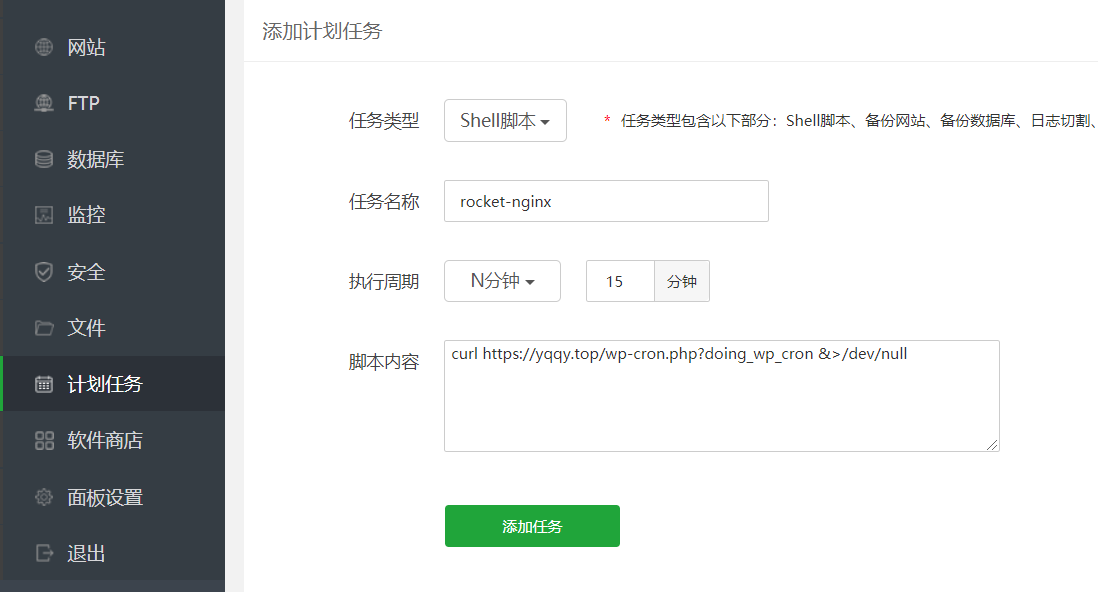 网站
FTP
数据库
监控
安全
文件
计划任务
软件商店
面板设置
退出
添加计划任务
任务类型
Shell脚本
* 任务类型包含以下部分：Shell脚本、备份网站、备份数据库、日志切割、
任务名称
rocket-nginx
执行周期
N分钟
15
分钟
脚本内容
curl https://yqqy.top/wp-cron.php?doing_wp_cron &>/dev/null
添加任务